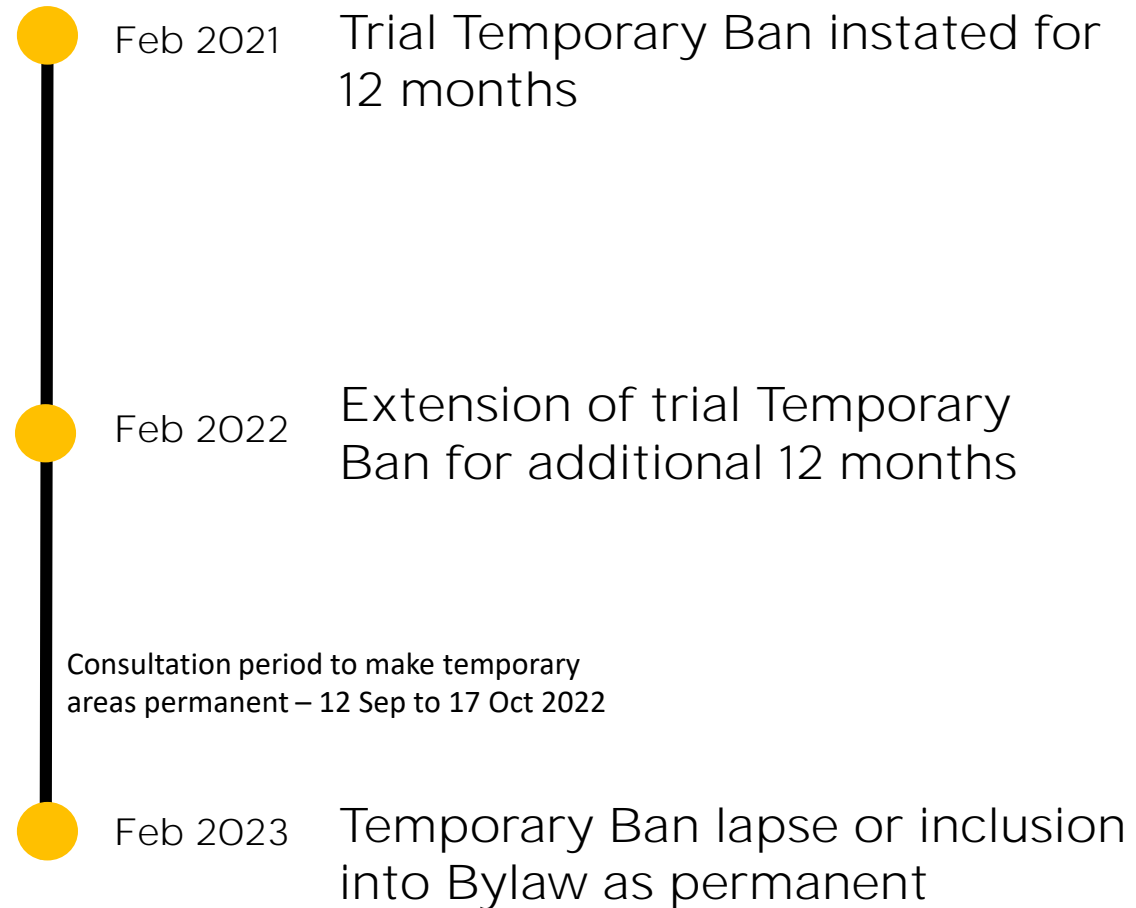 Feb 2021
Trial Temporary Ban instated for
12 months
Feb 2022
Extension of trial Temporary
Ban for additional 12 months
Consultation period to make temporary
areas permanent – 12 Sep to 17 Oct 2022
Feb 2023
Temporary Ban lapse or inclusion
into Bylaw as permanent